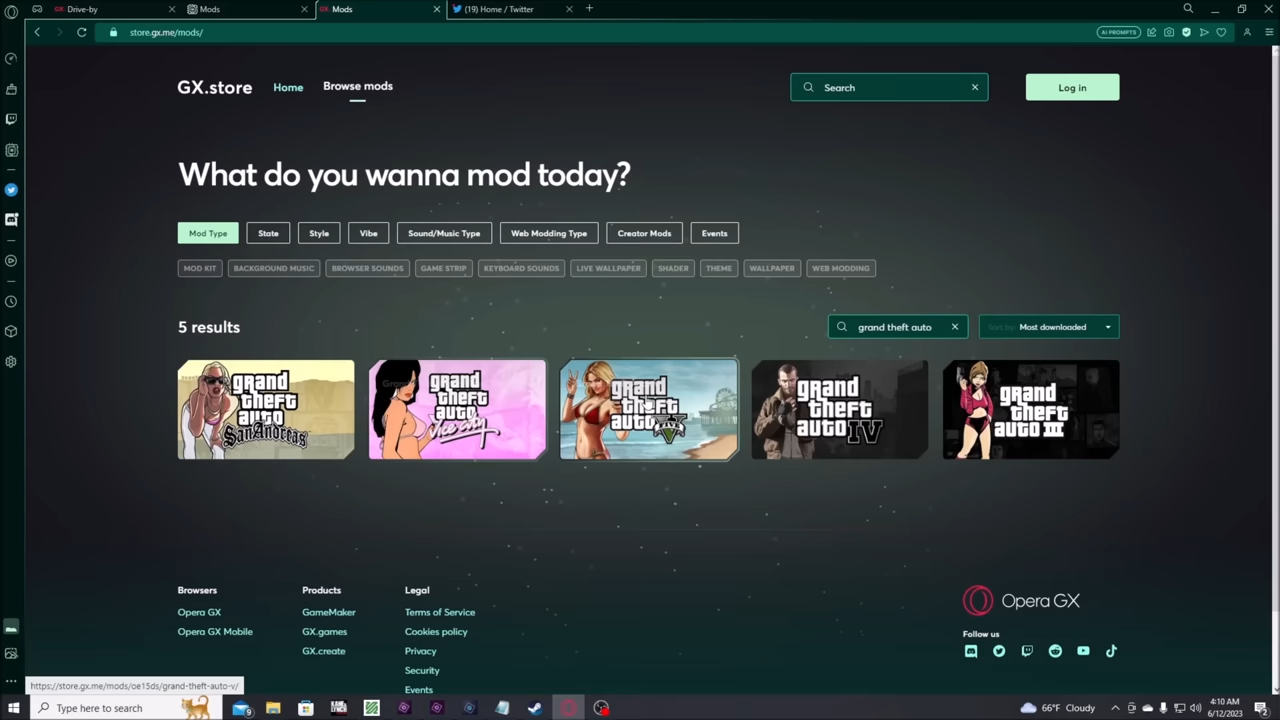 Drive-by
Mods
Mods
(19) Home / Twitter
store.gx.me/mods/
AI PROMPTS
GX.store
Home
Browse mods
Search
Log in
What do you wanna mod today?
Mod Type
State
Style
Vibe
Sound/Music Type
Web Modding Type
Creator Mods
Events
MOD KIT
BACKGROUND MUSIC
BROWSER SOUNDS
GAME STRIP
KEYBOARD SOUNDS
LIVE WALLPAPER
SHADER
THEME
WALLPAPER
WEB MODDING
5 results
grand theft auto
Sort by: Most downloaded
grand
theft
auto
SanAndreas
grand
theft
auto
Vice City
grand
theft
auto V
FIVE
grand
theft
auto IV
grand
theft
auto III
Browsers
Opera GX
Opera GX Mobile
Products
GameMaker
GX.games
GX.create
Legal
Terms of Service
Cookies policy
Privacy
Security
Events
Opera GX
Follow us
https://store.gx.me/mods/oe15ds/grand-theft-auto-v/
Type here to search
9
66°F Cloudy
4:10 AM
6/12/2023
2